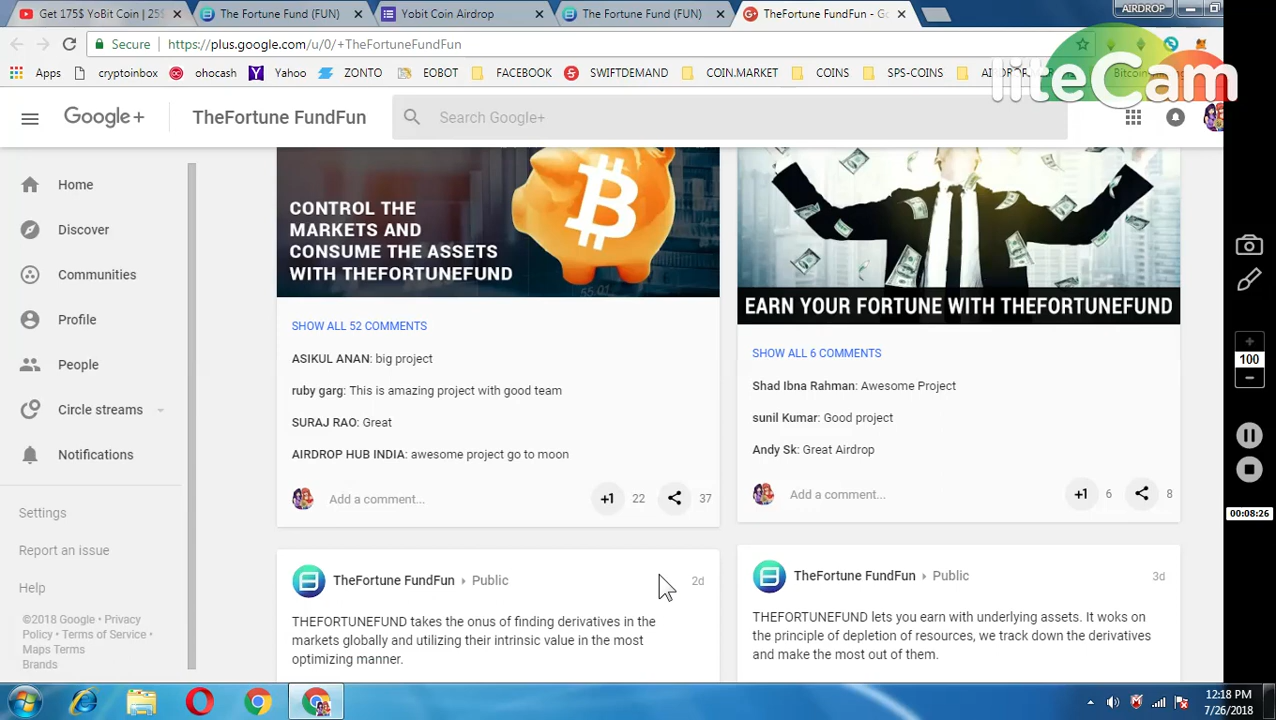 Get 175$ YoBit Coin | 25$
TheFortune Fund (FUN)
Yobit Coin Airdrop
The Fortune Fund (FUN)
TheFortune FundFun - Go
AIRDROP
Secure
https://plus.google.com/u/0/+TheFortuneFundFun
Apps
cryptoinbox
ohocash
Yahoo
ZONTO
EOBOT
FACEBOOK
SWIFTDEMAND
COIN.MARKET
COINS
SPS-COINS
liteCam
Google+
TheFortune FundFun
Search Google+
Home
Discover
Communities
Profile
People
Circle streams
Notifications
Settings
Report an issue
Help
©2018 Google • Privacy
Policy • Terms of Service •
Maps Terms
Brands
CONTROL THE
MARKETS AND
CONSUME THE ASSETS
WITH THEFORTUNEFUND
SHOW ALL 52 COMMENTS
ASIKUL ANAN: big project
ruby garg: This is amazing project with good team
SURAJ RAO: Great
AIRDROP HUB INDIA: awesome project go to moon
Add a comment...
+1
22
37
EARN YOUR FORTUNE WITH THEFORTUNEFUND
SHOW ALL 6 COMMENTS
Shad Ibna Rahman: Awesome Project
sunil Kumar: Good project
Andy Sk: Great Airdrop
Add a comment...
+1
6
8
TheFortune FundFun
Public
2d
THEFORTUNEFUND takes the onus of finding derivatives in the
markets globally and utilizing their intrinsic value in the most
optimizing manner.
TheFortune FundFun
Public
3d
THEFORTUNEFUND lets you earn with underlying assets. It woks on
the principle of depletion of resources, we track down the derivatives
and make the most out of them.
100
00:08:26
12:18 PM
7/26/2018